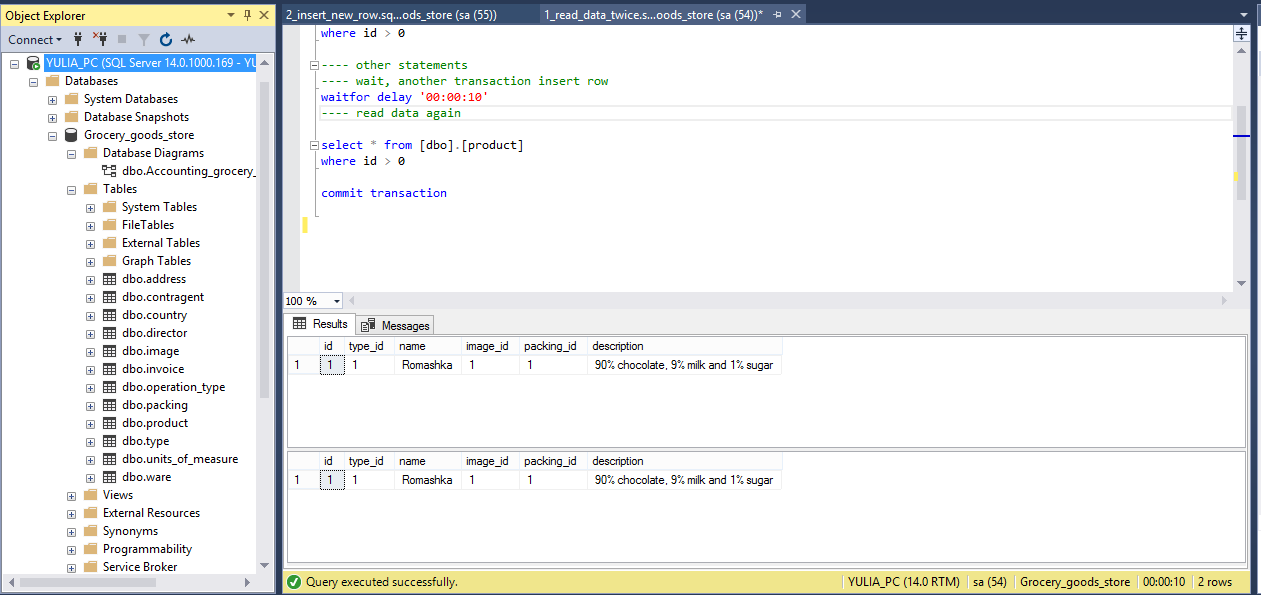 Object Explorer
Connect
YULIA_PC (SQL Server 14.0.1000.169 - YU
Databases
System Databases
Database Snapshots
Grocery_goods_store
Database Diagrams
dbo.Accounting_grocery_
Tables
System Tables
FileTables
External Tables
Graph Tables
dbo.address
dbo.contragent
dbo.country
dbo.director
dbo.image
dbo.invoice
dbo.operation_type
dbo.packing
dbo.product
dbo.type
dbo.units_of_measure
dbo.ware
Views
External Resources
Synonyms
Programmability
Service Broker
2_insert_new_row.sq...ods_store (sa (55)) 1_read_data_twice.s...oods_store (sa (54))*
where id > 0
---- other statements
---- wait, another transaction insert row
waitfor delay '00:00:10'
---- read data again
select * from [dbo].[product]
where id > 0
commit transaction
100 %
Results Messages
id type_id name image_id packing_id description
1 1 1 Romashka 1 1 90% chocolate, 9% milk and 1% sugar
id type_id name image_id packing_id description
1 1 1 Romashka 1 1 90% chocolate, 9% milk and 1% sugar
Query executed successfully. YULIA_PC (14.0 RTM) sa (54) Grocery_goods_store 00:00:10 2 rows